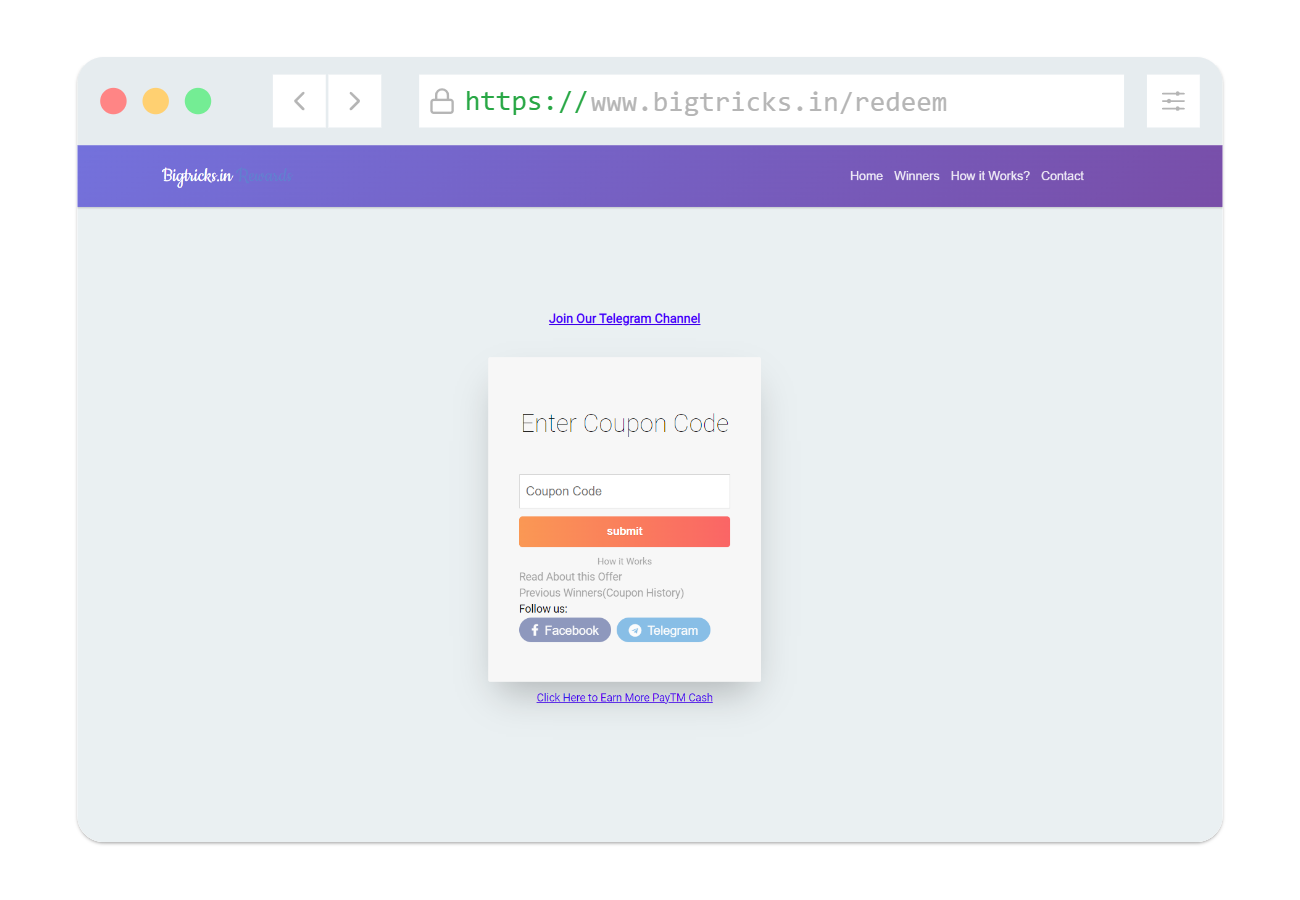 https://www.bigtricks.in/redeem
Bigtricks.in Rewards
Home Winners How it Works? Contact
Join Our Telegram Channel
Enter Coupon Code
Coupon Code
submit
How it Works
Read About this Offer
Previous Winners(Coupon History)
Follow us:
Facebook Telegram
Click Here to Earn More PayTM Cash